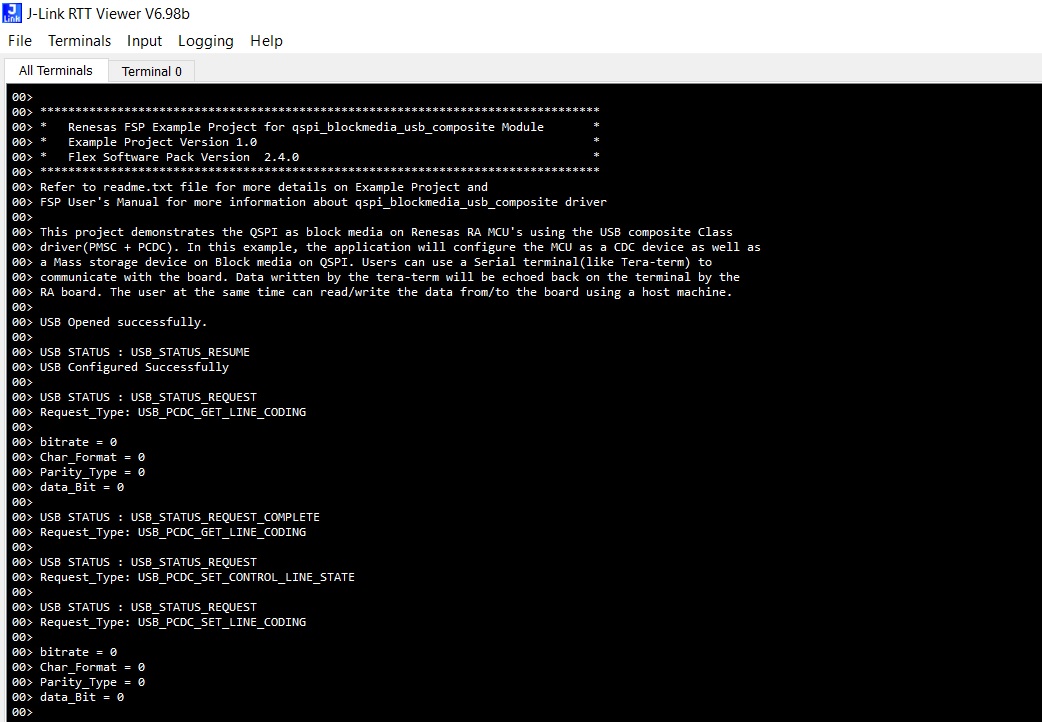 J-Link RTT Viewer V6.98b
File Terminals Input Logging Help
All Terminals Terminal 0
00>
00> ********************************************************************************
00> *   Renesas FSP Example Project for qspi_blockmedia_usb_composite Module       *
00> *   Example Project Version 1.0                                                *
00> *   Flex Software Pack Version  2.4.0                                          *
00> ********************************************************************************
00> Refer to readme.txt file for more details on Example Project and
00> FSP User's Manual for more information about qspi_blockmedia_usb_composite driver
00>
00> This project demonstrates the QSPI as block media on Renesas RA MCU's using the USB composite Class
00> driver(PMSC + PCDC). In this example, the application will configure the MCU as a CDC device as well as
00> a Mass storage device on Block media on QSPI. Users can use a Serial terminal(like Tera-term) to
00> communicate with the board. Data written by the tera-term will be echoed back on the terminal by the
00> RA board. The user at the same time can read/write the data from/to the board using a host machine.
00>
00> USB Opened successfully.
00>
00> USB STATUS : USB_STATUS_RESUME
00> USB Configured Successfully
00>
00> USB STATUS : USB_STATUS_REQUEST
00> Request_Type: USB_PCDC_GET_LINE_CODING
00>
00> bitrate = 0
00> Char_Format = 0
00> Parity_Type = 0
00> data_Bit = 0
00>
00> USB STATUS : USB_STATUS_REQUEST_COMPLETE
00> Request_Type: USB_PCDC_GET_LINE_CODING
00>
00> USB STATUS : USB_STATUS_REQUEST
00> Request_Type: USB_PCDC_SET_CONTROL_LINE_STATE
00>
00> USB STATUS : USB_STATUS_REQUEST
00> Request_Type: USB_PCDC_SET_LINE_CODING
00>
00> bitrate = 0
00> Char_Format = 0
00> Parity_Type = 0
00> data_Bit = 0
00>